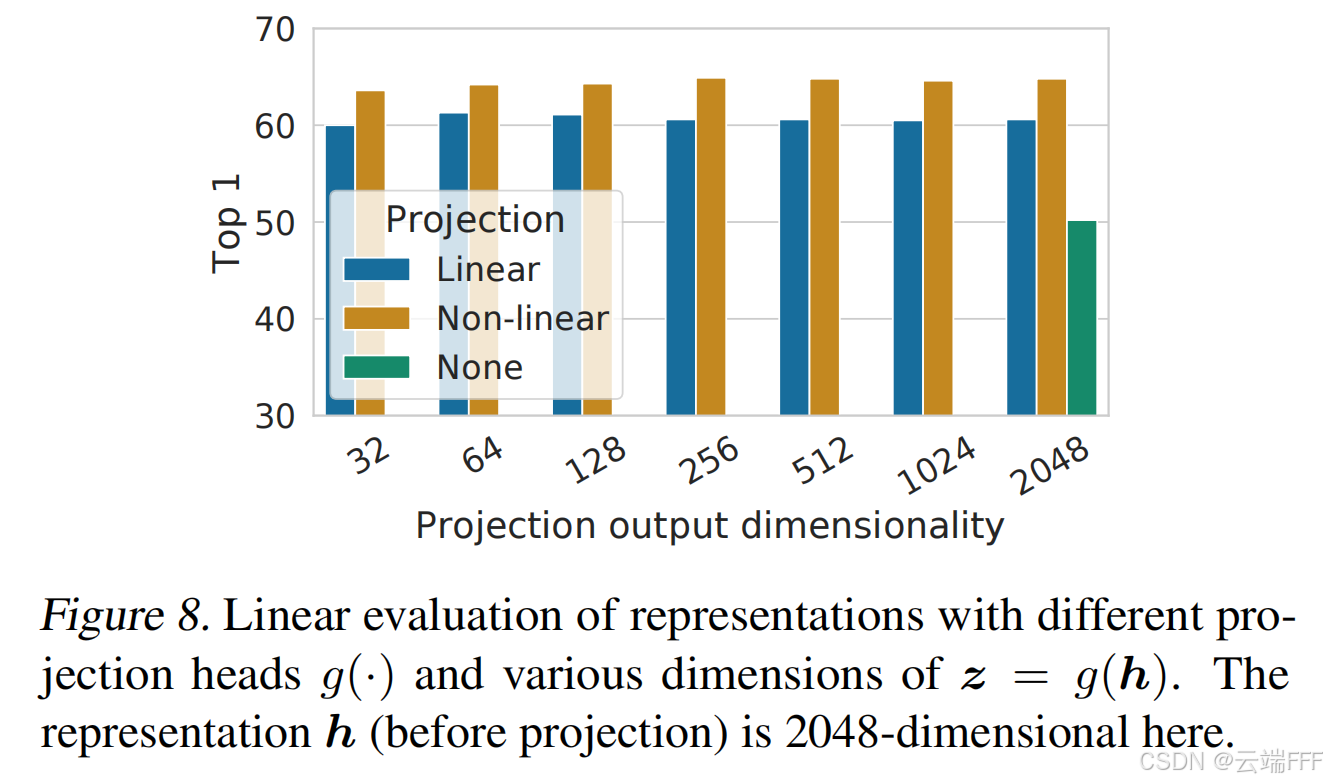 70
60
50
40
30
Top 1
Projection
Linear
Non-linear
None
32 64 128 256 512 1024 2048
Projection output dimensionality
Figure 8. Linear evaluation of representations with different pro-
jection heads g(·) and various dimensions of z = g(h). The
representation h (before projection) is 2048-dimensional here.
CSDN @云端FFF